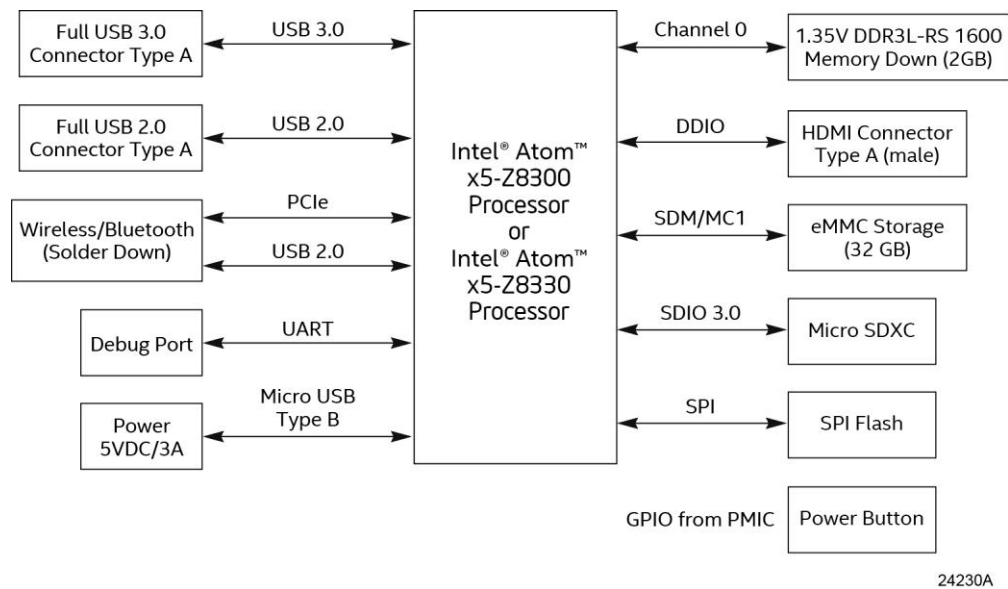 Full USB 3.0
Connector Type A
USB 3.0
Full USB 2.0
Connector Type A
USB 2.0
Wireless/Bluetooth
(Solder Down)
PCIe
USB 2.0
Debug Port
UART
Power
5VDC/3A
Micro USB
Type B
Intel® Atom™
x5-Z8300
Processor
or
Intel® Atom™
x5-Z8330
Processor
Channel 0
1.35V DDR3L-RS 1600
Memory Down (2GB)
DDIO
HDMI Connector
Type A (male)
SDM/MC1
eMMC Storage
(32 GB)
SDIO 3.0
Micro SDXC
SPI
SPI Flash
GPIO from PMIC
Power Button
24230A